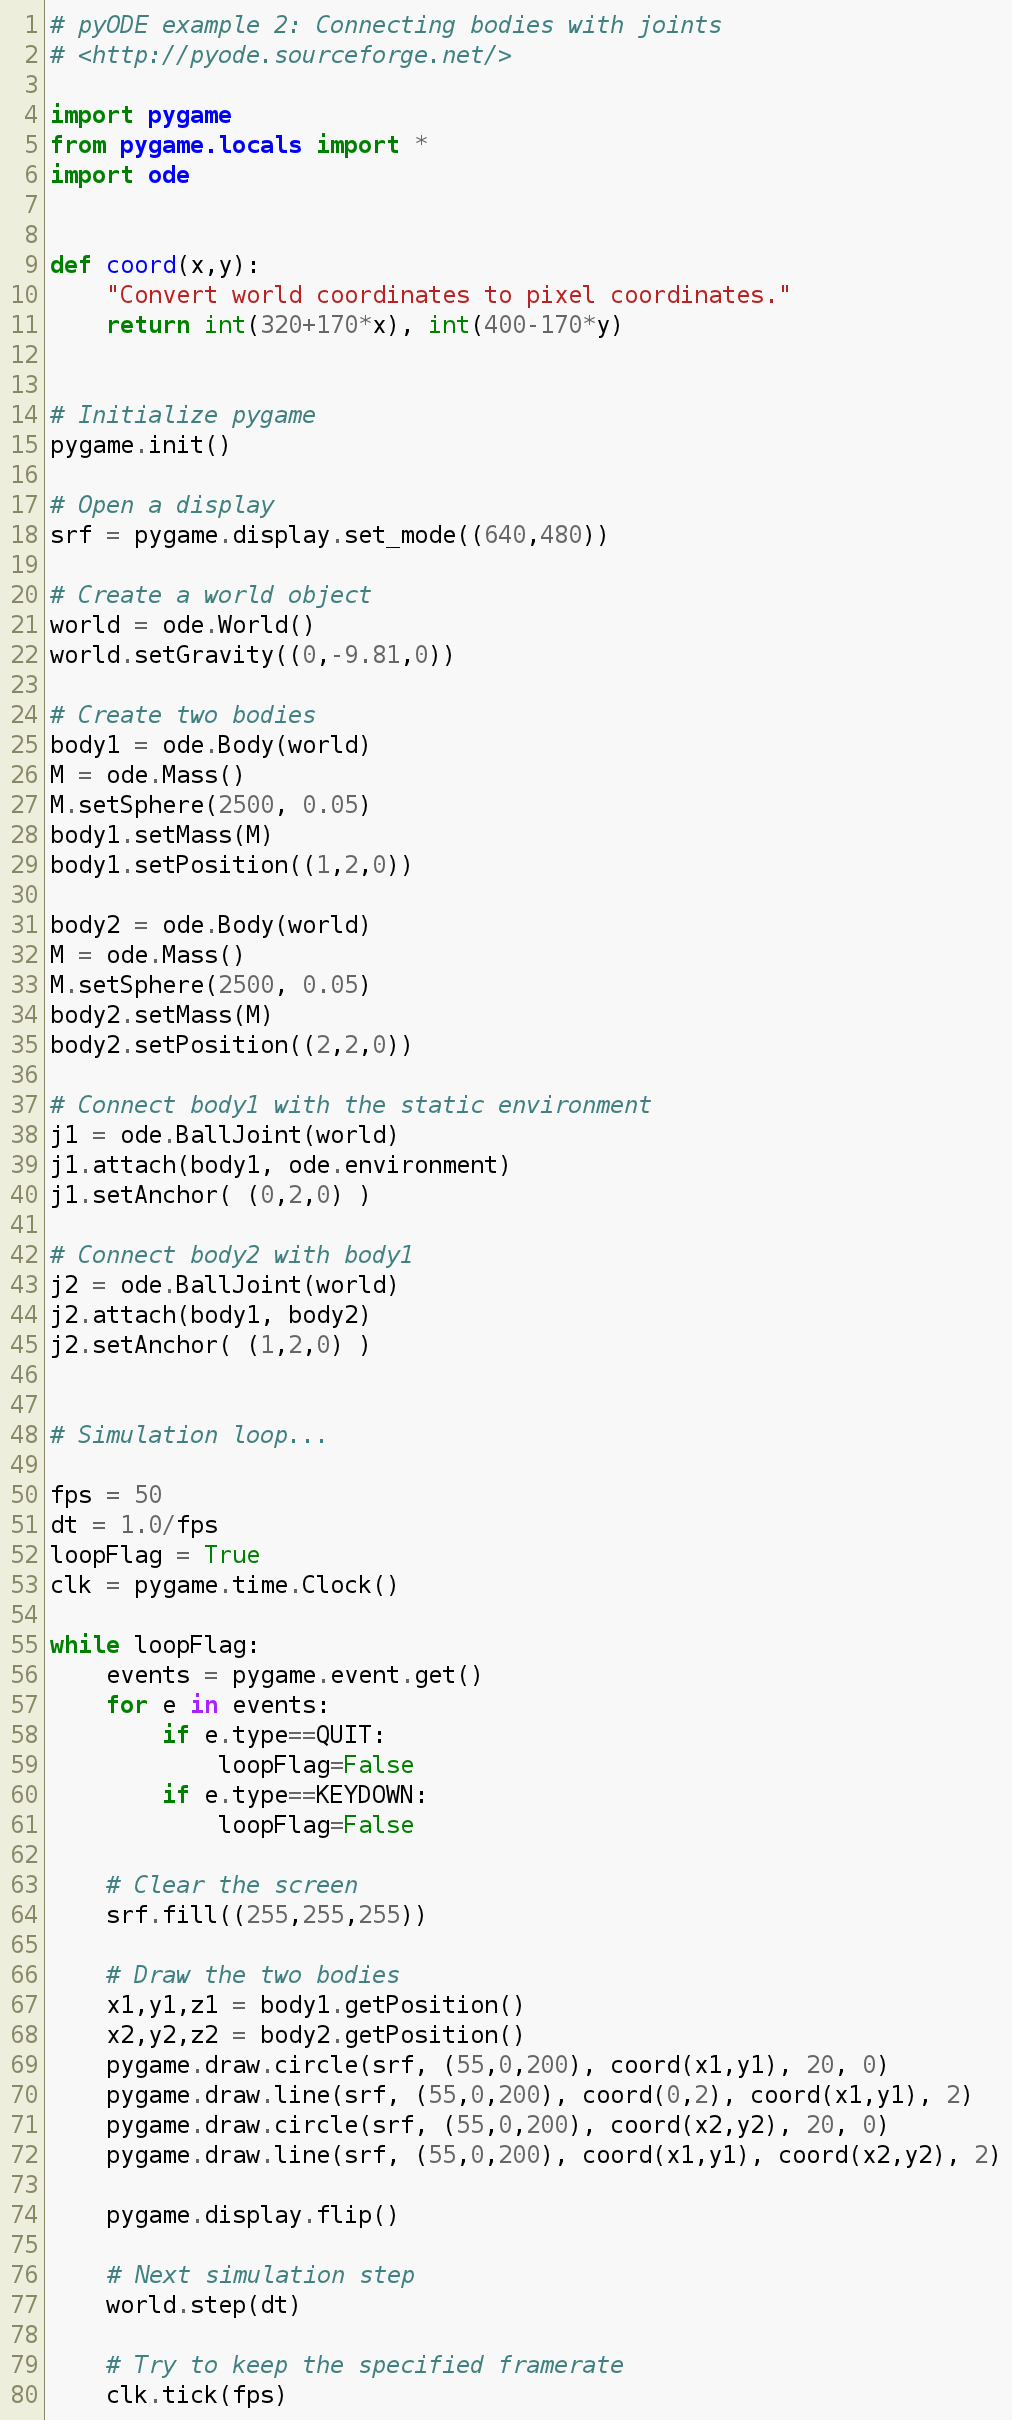 1 # pyODE example 2: Connecting bodies with joints
2 # <http://pyode.sourceforge.net/>
3
4 import pygame
5 from pygame.locals import *
6 import ode
7
8
9 def coord(x,y):
10     "Convert world coordinates to pixel coordinates."
11     return int(320+170*x), int(400-170*y)
12
13
14 # Initialize pygame
15 pygame.init()
16
17 # Open a display
18 srf = pygame.display.set_mode((640,480))
19
20 # Create a world object
21 world = ode.World()
22 world.setGravity((0,-9.81,0))
23
24 # Create two bodies
25 body1 = ode.Body(world)
26 M = ode.Mass()
27 M.setSphere(2500, 0.05)
28 body1.setMass(M)
29 body1.setPosition((1,2,0))
30
31 body2 = ode.Body(world)
32 M = ode.Mass()
33 M.setSphere(2500, 0.05)
34 body2.setMass(M)
35 body2.setPosition((2,2,0))
36
37 # Connect body1 with the static environment
38 j1 = ode.BallJoint(world)
39 j1.attach(body1, ode.environment)
40 j1.setAnchor( (0,2,0) )
41
42 # Connect body2 with body1
43 j2 = ode.BallJoint(world)
44 j2.attach(body1, body2)
45 j2.setAnchor( (1,2,0) )
46
47
48 # Simulation loop...
49
50 fps = 50
51 dt = 1.0/fps
52 loopFlag = True
53 clk = pygame.time.Clock()
54
55 while loopFlag:
56     events = pygame.event.get()
57     for e in events:
58         if e.type==QUIT:
59             loopFlag=False
60         if e.type==KEYDOWN:
61             loopFlag=False
62
63     # Clear the screen
64     srf.fill((255,255,255))
65
66     # Draw the two bodies
67     x1,y1,z1 = body1.getPosition()
68     x2,y2,z2 = body2.getPosition()
69     pygame.draw.circle(srf, (55,0,200), coord(x1,y1), 20, 0)
70     pygame.draw.line(srf, (55,0,200), coord(0,2), coord(x1,y1), 2)
71     pygame.draw.circle(srf, (55,0,200), coord(x2,y2), 20, 0)
72     pygame.draw.line(srf, (55,0,200), coord(x1,y1), coord(x2,y2), 2)
73
74     pygame.display.flip()
75
76     # Next simulation step
77     world.step(dt)
78
79     # Try to keep the specified framerate
80     clk.tick(fps)